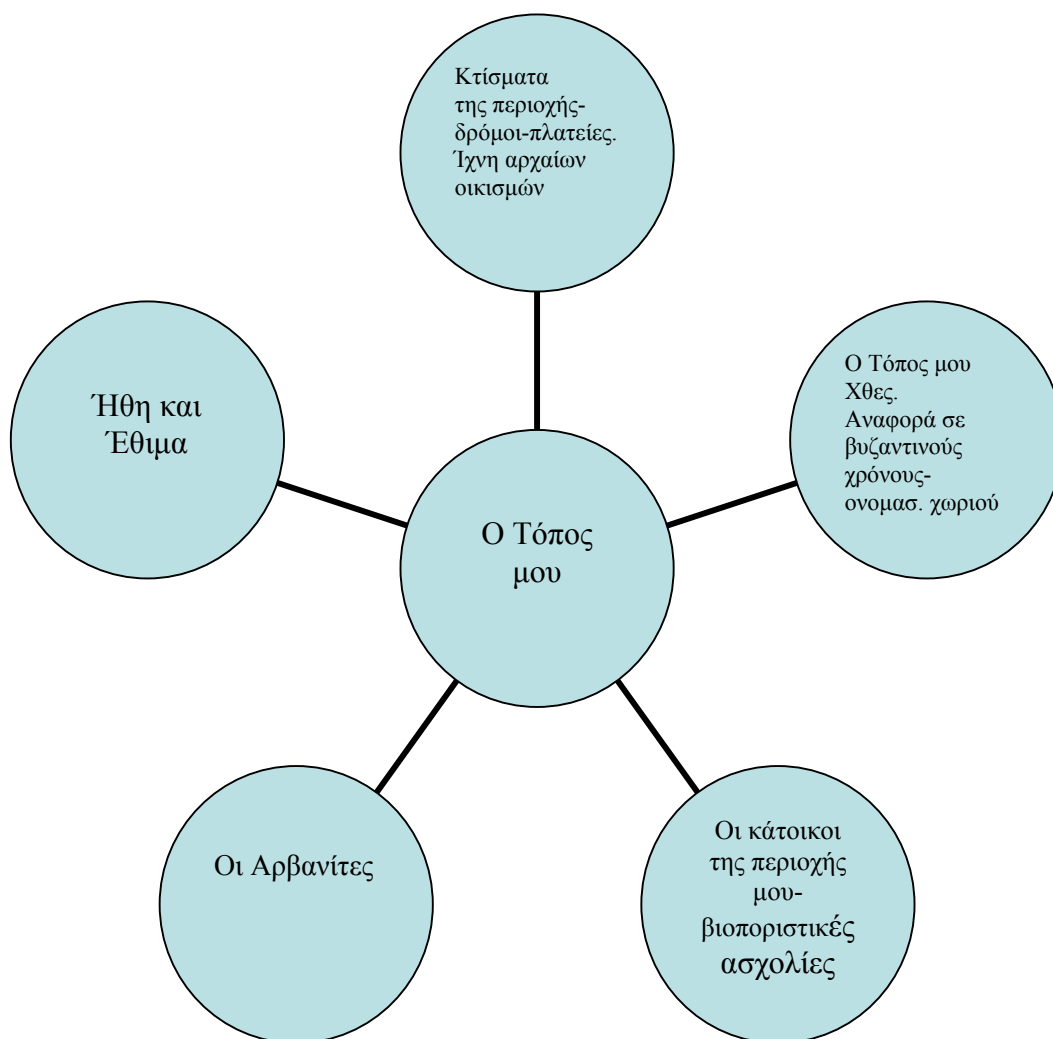 Κτίσματα
της περιοχής-
δρόμοι-πλατείες.
Ίχνη αρχαίων
οικισμών
Ήθη και
Έθιμα
Ο Τόπος μου
Χθες.
Αναφορά σε
βυζαντινούς
χρόνους-
ονομασ. χωριού
Ο Τόπος
μου
Οι Αρβανίτες
Οι κάτοικοι
της περιοχής
μου-
βιοποριστικές
ασχολίες